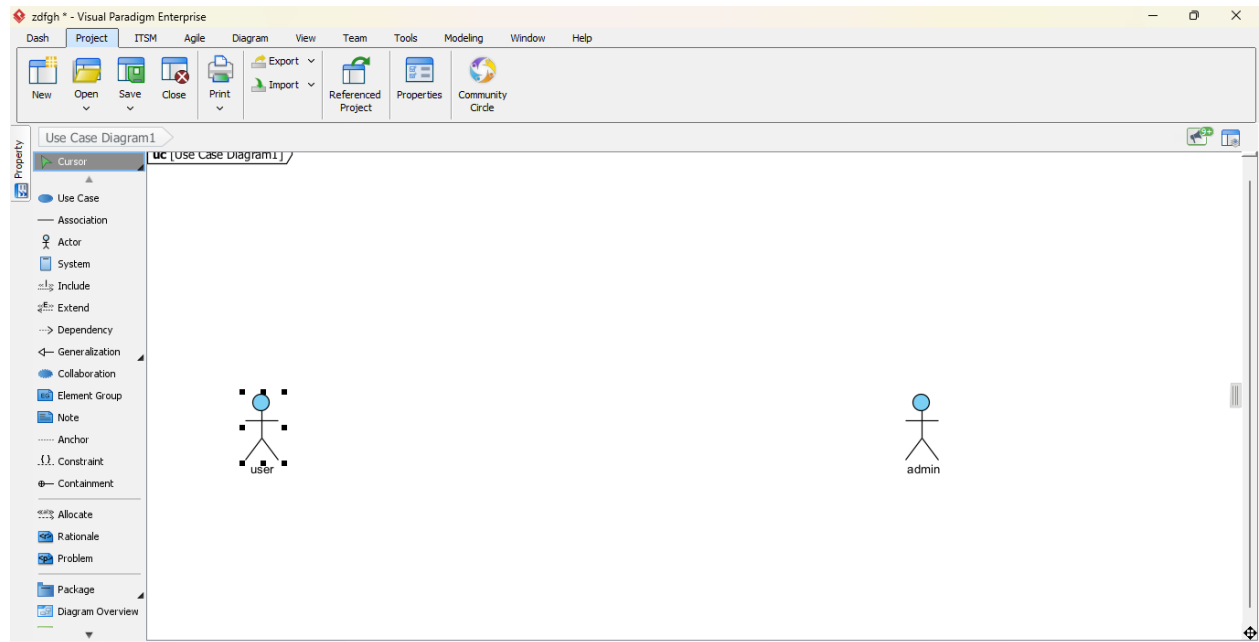 zdfgh * - Visual Paradigm Enterprise
Dash Project ITSM Agile Diagram View Team Tools Modeling Window Help
New Open Save Close Print Export Import Referenced Project Properties Community Circle
Property
Use Case Diagram1
Cursor
uc [Use Case Diagram1]
Use Case
Association
Actor
System
Include
Extend
Dependency
Generalization
Collaboration
Element Group
Note
Anchor
Constraint
Containment
Allocate
Rationale
Problem
Package
Diagram Overview
user
admin